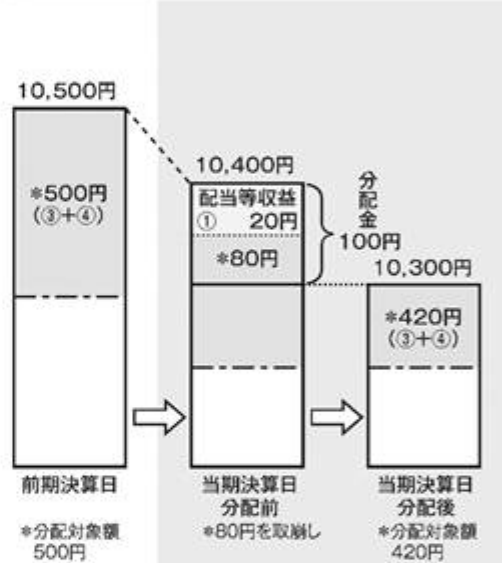 10,500円
*500円
(③+④)
前期決算日
*分配対象額
500円
10,400円
配当等収益
① 20円
*80円
分配金
100円
当期決算日
分配前
*80円を取崩し
10,300円
*420円
(③+④)
当期決算日
分配後
*分配対象額
420円